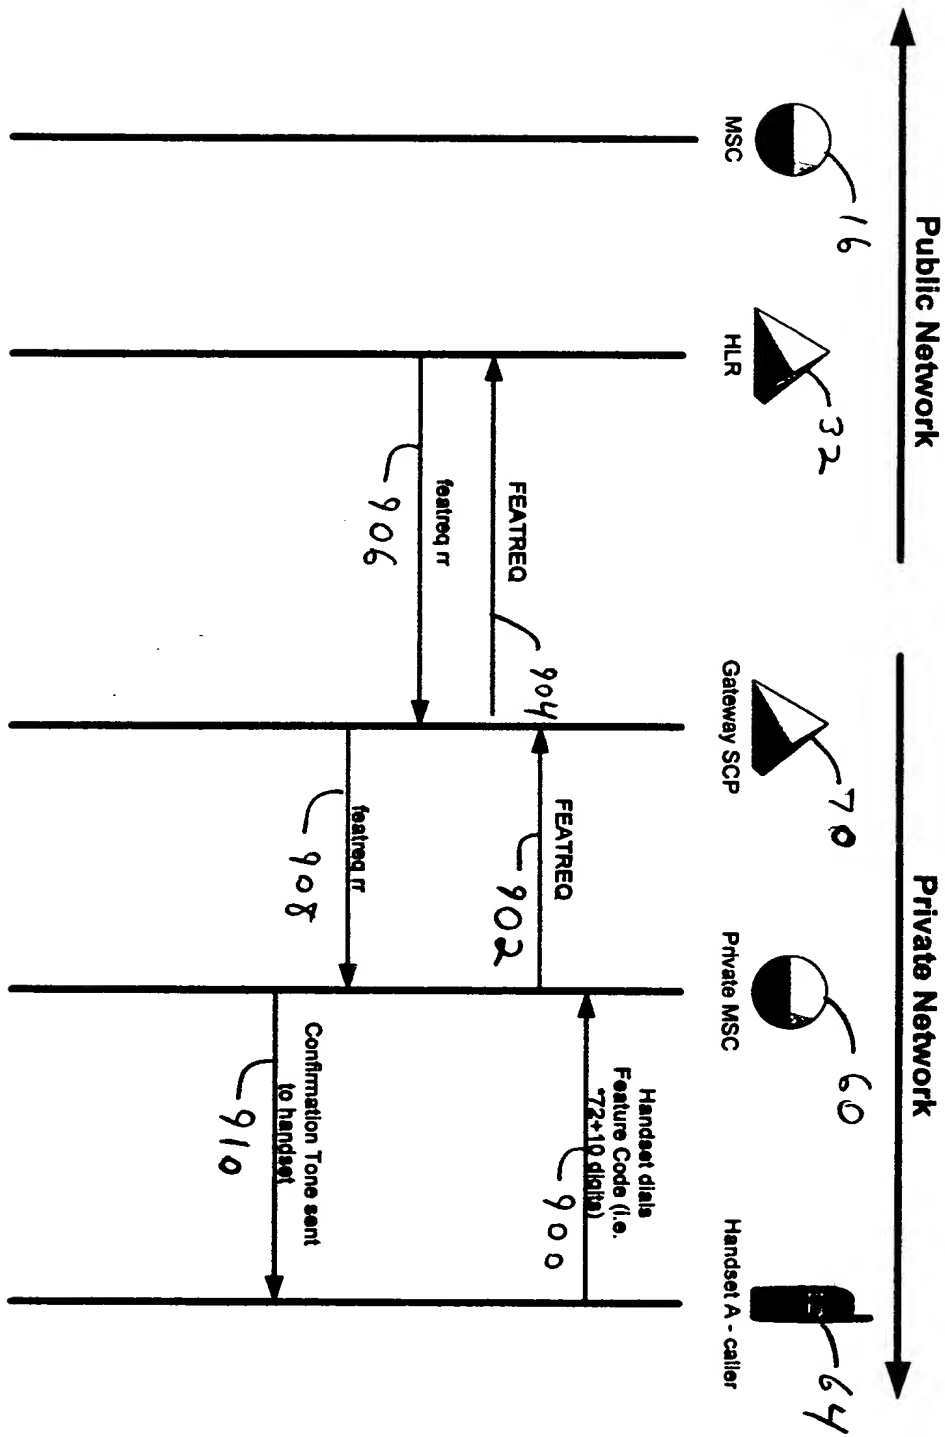 Public Network
Private Network
16
32
70
60
64
MSC
HLR
Gateway SCP
Private MSC
Handset A - caller
Handset dials
Feature Code (i.e.
*72+10 digits)
900
FEATREQ
902
FEATREQ
904
featreq rr
906
featreq rr
908
Confirmation Tone sent
to handset
910